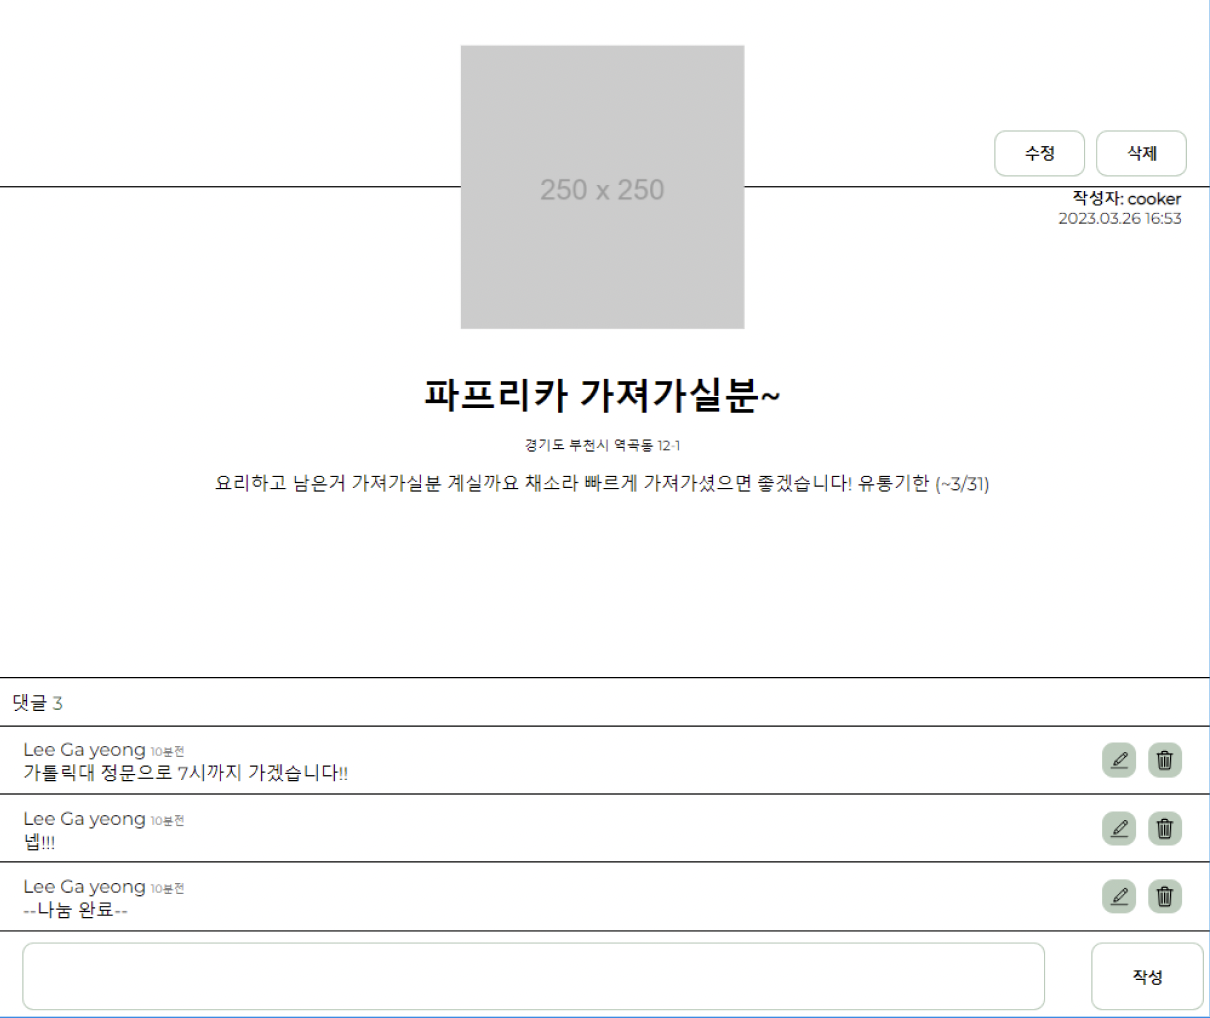 250 x 250
수정 삭제
작성자: cooker
2023.03.26 16:53
파프리카 가져가실분~
경기도 부천시 역곡동 12-1
요리하고 남은거 가져가실분 계실까요 채소라 빠르게 가져가셨으면 좋겠습니다! 유통기한 (~3/31)
댓글 3
Lee Ga yeong 10분전
가톨릭대 정문으로 7시까지 가겠습니다!!
Lee Ga yeong 10분전
넵!!!
Lee Ga yeong 10분전
--나눔 완료--
작성